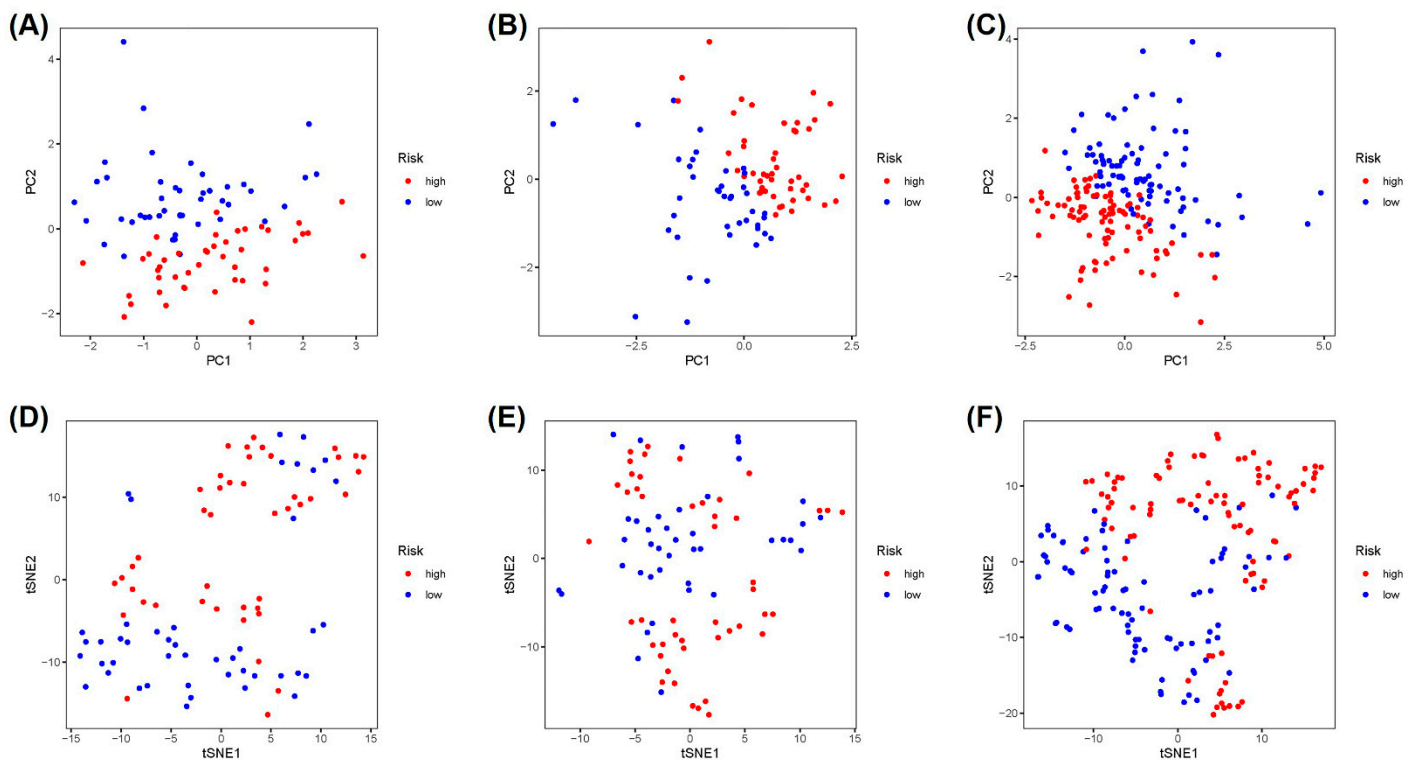 (A)
4
2
0
−2
PC2
−2
−1
0
1
2
3
PC1
Risk
high
low
(B)
2
0
−2
PC2
−2.5
0.0
2.5
PC1
Risk
high
low
(C)
4
2
0
−2
PC2
−2.5
0.0
2.5
5.0
PC1
Risk
high
low
(D)
10
0
−10
tSNE2
−15
−10
−5
0
5
10
15
tSNE1
Risk
high
low
(E)
10
0
−10
tSNE2
−10
−5
0
5
10
15
tSNE1
Risk
high
low
(F)
10
0
−10
−20
tSNE2
−10
0
10
tSNE1
Risk
high
low